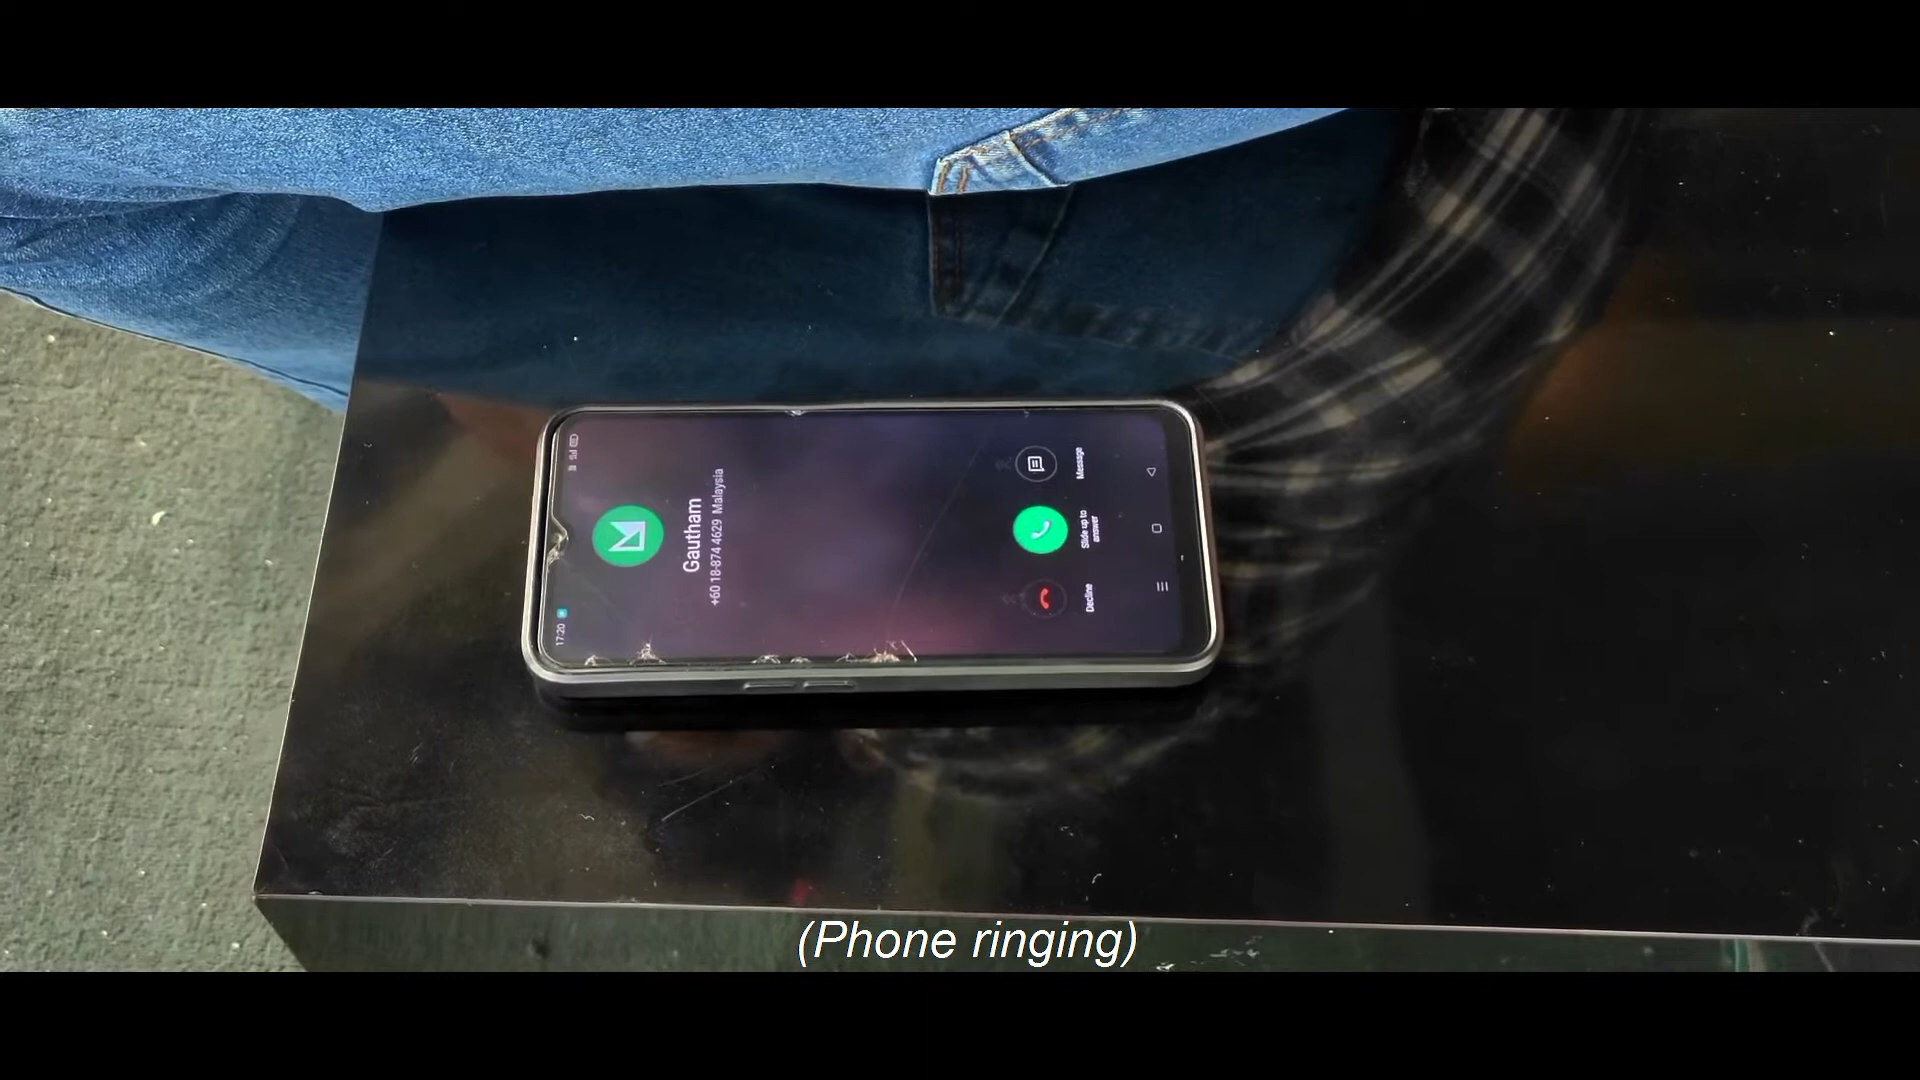 17:20
Gautham
+60 18-874 4629 Malaysia
Message
Slide up to
answer
Decline
(Phone ringing)